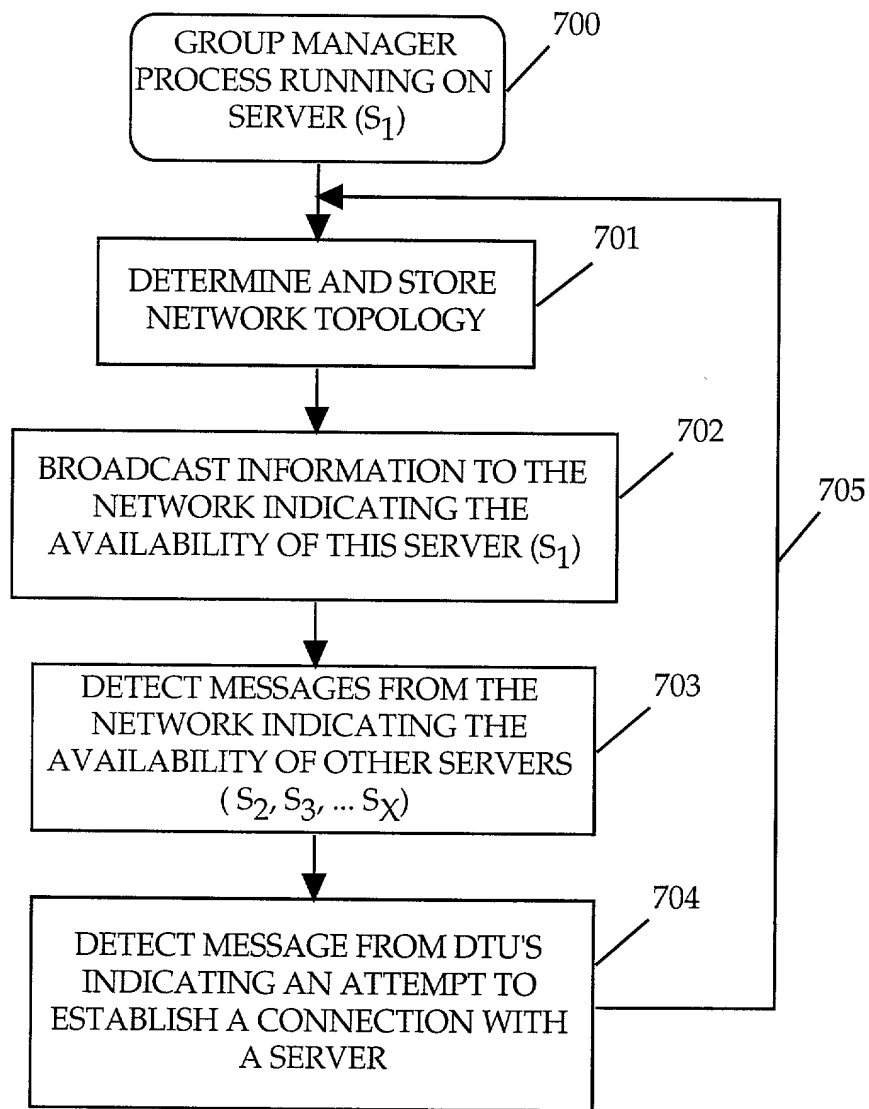 700
GROUP MANAGER
PROCESS RUNNING ON
SERVER (S1)
701
DETERMINE AND STORE
NETWORK TOPOLOGY
702
BROADCAST INFORMATION TO THE
NETWORK INDICATING THE
AVAILABILITY OF THIS SERVER (S1)
705
703
DETECT MESSAGES FROM THE
NETWORK INDICATING THE
AVAILABILITY OF OTHER SERVERS
( S2, S3, ... SX)
704
DETECT MESSAGE FROM DTU'S
INDICATING AN ATTEMPT TO
ESTABLISH A CONNECTION WITH
A SERVER